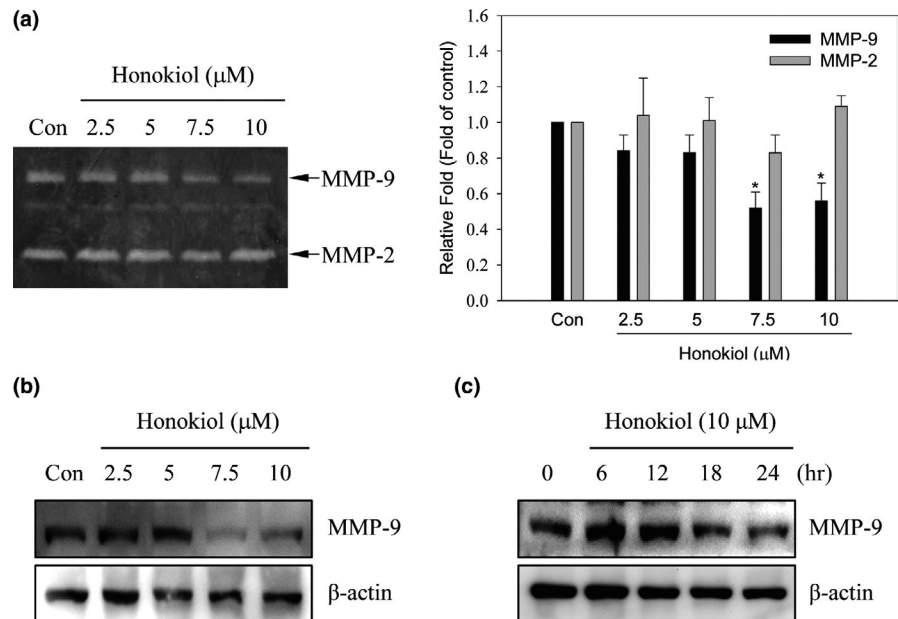 (a)
Honokiol (μM)
Con 2.5 5 7.5 10
MMP-9
MMP-2
1.6
1.4
1.2
1.0
0.8
0.6
0.4
0.2
0.0
Relative Fold (Fold of control)
MMP-9
MMP-2
* *
Con 2.5 5 7.5 10
Honokiol (μM)
(b)
Honokiol (μM)
Con 2.5 5 7.5 10
MMP-9
β-actin
(c)
Honokiol (10 μM)
0 6 12 18 24 (hr)
MMP-9
β-actin